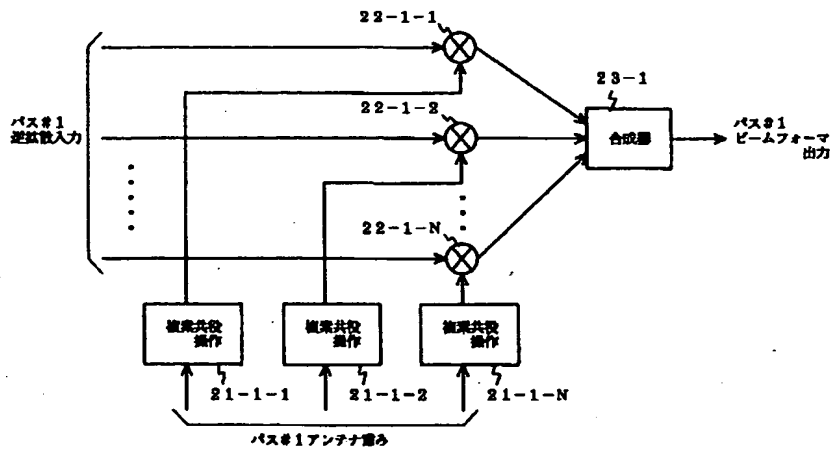 22-1-1
23-1
パス#1
逆拡散入力
22-1-2
合成器
パス#1
ビームフォーマ
出力
22-1-N
複素共役
操作
複素共役
操作
複素共役
操作
21-1-1
21-1-2
21-1-N
パス#1アンテナ重み